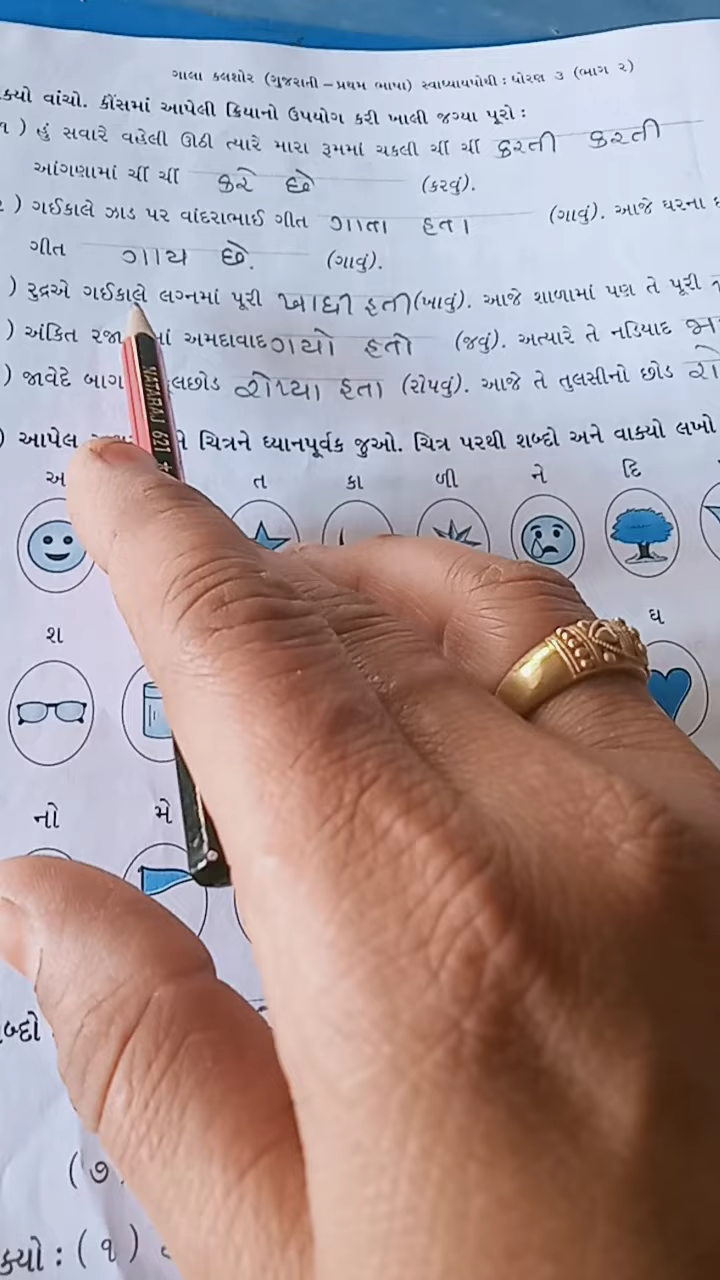 ગાલા કલશોર (ગુજરાતી – પ્રથમ ભાષા) સ્વાધ્યાયપોથી : ધોરણ ૩ (ભાગ ૨)
ક્યો વાંચો. કૌંસમાં આપેલી ક્રિયાનો ઉપયોગ કરી ખાલી જગ્યા પૂરો :
૧ ) હું સવારે વહેલી ઊઠી ત્યારે મારા રૂમમાં ચકલી ચીં ચીં કરતી કરતી
આંગણામાં ચીં ચીં કરે છે (કરવું).
૨ ) ગઈકાલે ઝાડ પર વાંદરાભાઈ ગીત ગાતા હતા (ગાવું). આજે ઘરના
ગીત ગાય છે. (ગાવું).
) રુદ્રએ ગઈકાલે લગ્નમાં પૂરી ખાધી હતી (ખાવું). આજે શાળામાં પણ તે પૂરી
) અંકિત રજા માં અમદાવાદ ગયો હતો (જવું). અત્યારે તે નડિયાદ
) જાવેદે બાગ લછોડ રોપ્યા હતા (રોપવું). આજે તે તુલસીનો છોડ રો
) આપેલ ને ચિત્રને ધ્યાનપૂર્વક જુઓ. ચિત્ર પરથી શબ્દો અને વાક્યો લખો
અ ત કા ળી ને દિ
શ ઘ
નો મે
બ્દો
(૭
ક્યો : (૧)